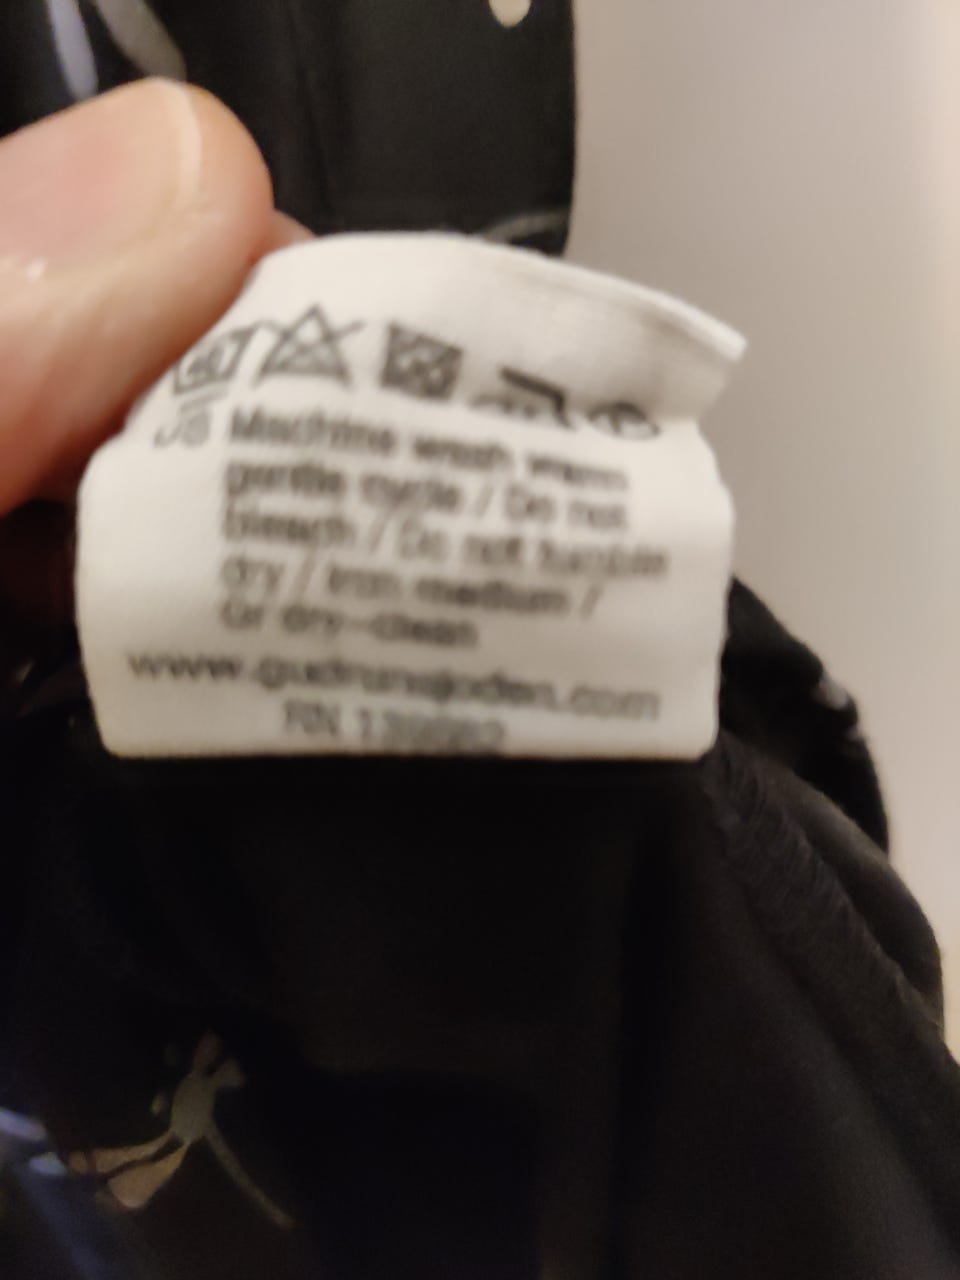 US Machine wash warm
gentle cycle / Do not
bleach / Do not tumble
dry / Iron medium /
Or dry-clean
www.gudrunsjoden.com
RN